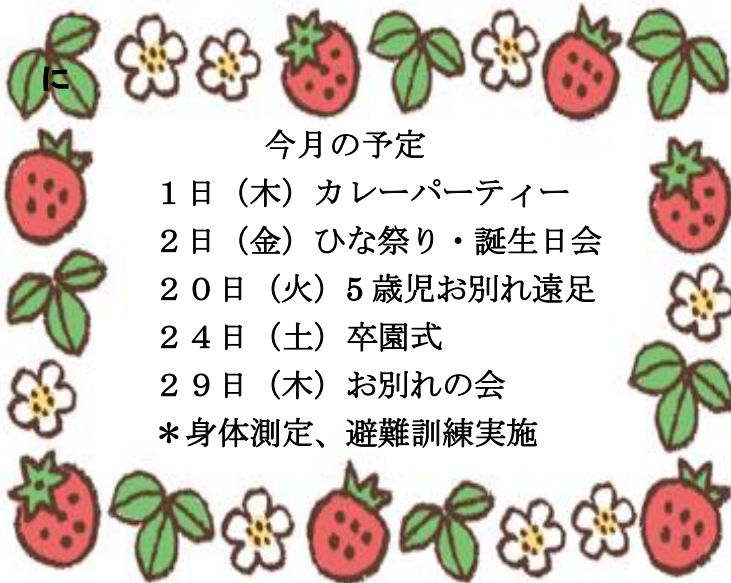 に
今月の予定
１日（木）カレーパーティー
２日（金）ひな祭り・誕生日会
２０日（火）5歳児お別れ遠足
２４日（土）卒園式
２９日（木）お別れの会
＊身体測定、避難訓練実施